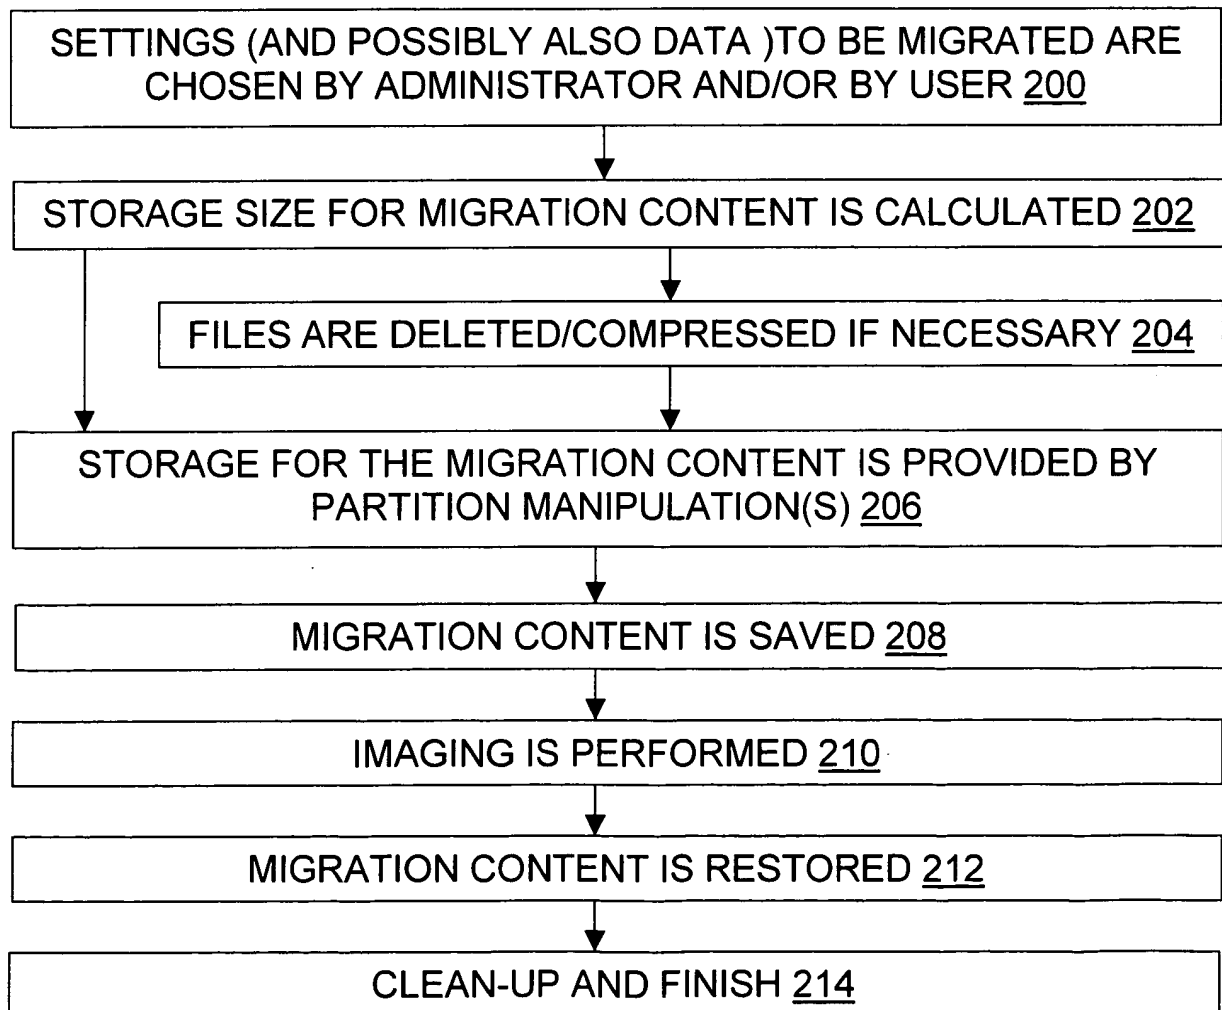 SETTINGS (AND POSSIBLY ALSO DATA )TO BE MIGRATED ARE
CHOSEN BY ADMINISTRATOR AND/OR BY USER 200
STORAGE SIZE FOR MIGRATION CONTENT IS CALCULATED 202
FILES ARE DELETED/COMPRESSED IF NECESSARY 204
STORAGE FOR THE MIGRATION CONTENT IS PROVIDED BY
PARTITION MANIPULATION(S) 206
MIGRATION CONTENT IS SAVED 208
IMAGING IS PERFORMED 210
MIGRATION CONTENT IS RESTORED 212
CLEAN-UP AND FINISH 214